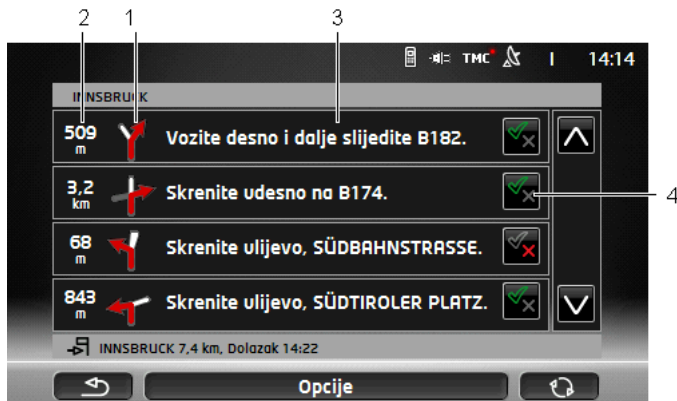 2 1 3
TMC I 14:14
INNSBRUCK
509 m Vozite desno i dalje slijedite B182.
3,2 km Skrenite udesno na B174.
4
68 m Skrenite ulijevo, SÜDBAHNSTRASSE.
843 m Skrenite ulijevo, SÜDTIROLER PLATZ.
INNSBRUCK 7,4 km, Dolazak 14:22
Opcije